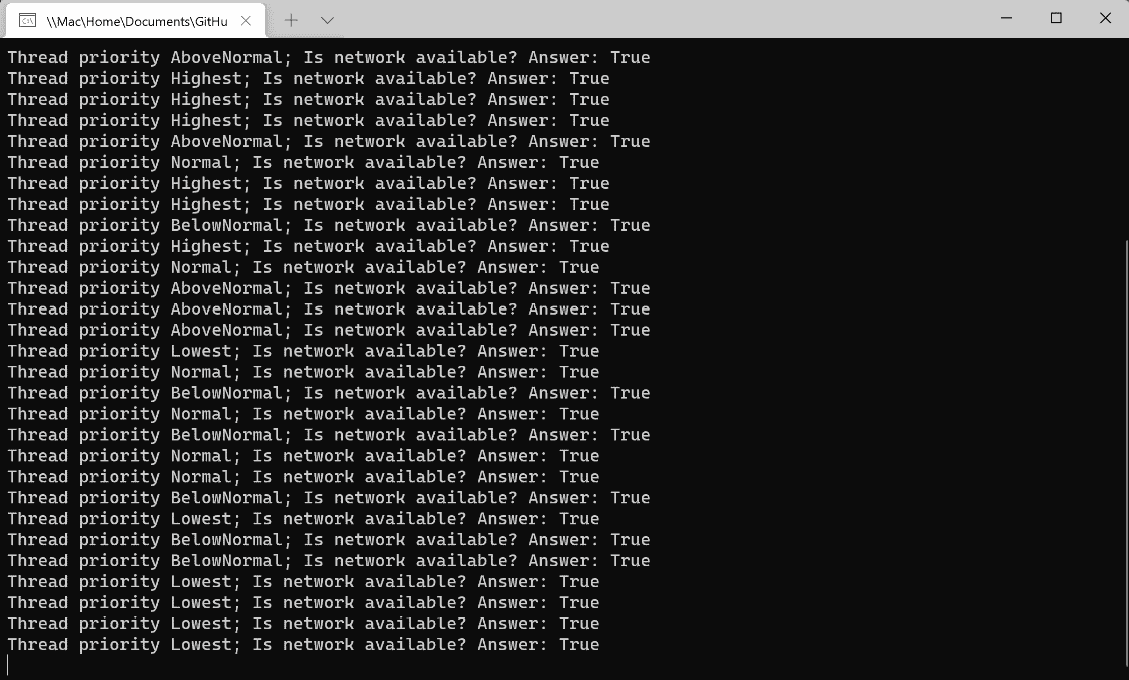 \\Mac\Home\Documents\GitHu
Thread priority AboveNormal; Is network available? Answer: True
Thread priority Highest; Is network available? Answer: True
Thread priority Highest; Is network available? Answer: True
Thread priority Highest; Is network available? Answer: True
Thread priority AboveNormal; Is network available? Answer: True
Thread priority Normal; Is network available? Answer: True
Thread priority Highest; Is network available? Answer: True
Thread priority Highest; Is network available? Answer: True
Thread priority BelowNormal; Is network available? Answer: True
Thread priority Highest; Is network available? Answer: True
Thread priority Normal; Is network available? Answer: True
Thread priority AboveNormal; Is network available? Answer: True
Thread priority AboveNormal; Is network available? Answer: True
Thread priority AboveNormal; Is network available? Answer: True
Thread priority Lowest; Is network available? Answer: True
Thread priority Normal; Is network available? Answer: True
Thread priority BelowNormal; Is network available? Answer: True
Thread priority Normal; Is network available? Answer: True
Thread priority BelowNormal; Is network available? Answer: True
Thread priority Normal; Is network available? Answer: True
Thread priority Normal; Is network available? Answer: True
Thread priority BelowNormal; Is network available? Answer: True
Thread priority Lowest; Is network available? Answer: True
Thread priority BelowNormal; Is network available? Answer: True
Thread priority BelowNormal; Is network available? Answer: True
Thread priority Lowest; Is network available? Answer: True
Thread priority Lowest; Is network available? Answer: True
Thread priority Lowest; Is network available? Answer: True
Thread priority Lowest; Is network available? Answer: True